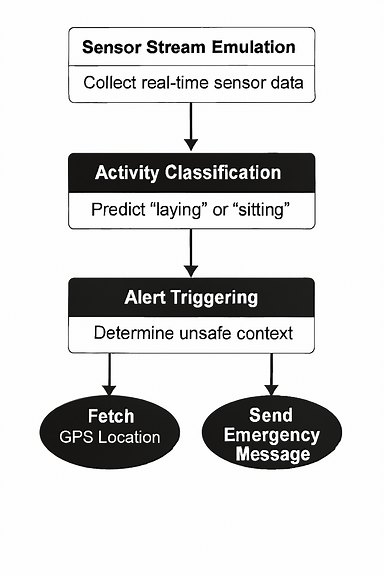 Sensor Stream Emulation
Collect real-time sensor data
Activity Classification
Predict “laying” or “sitting”
Alert Triggering
Determine unsafe context
Fetch
GPS Location
Send
Emergency
Message